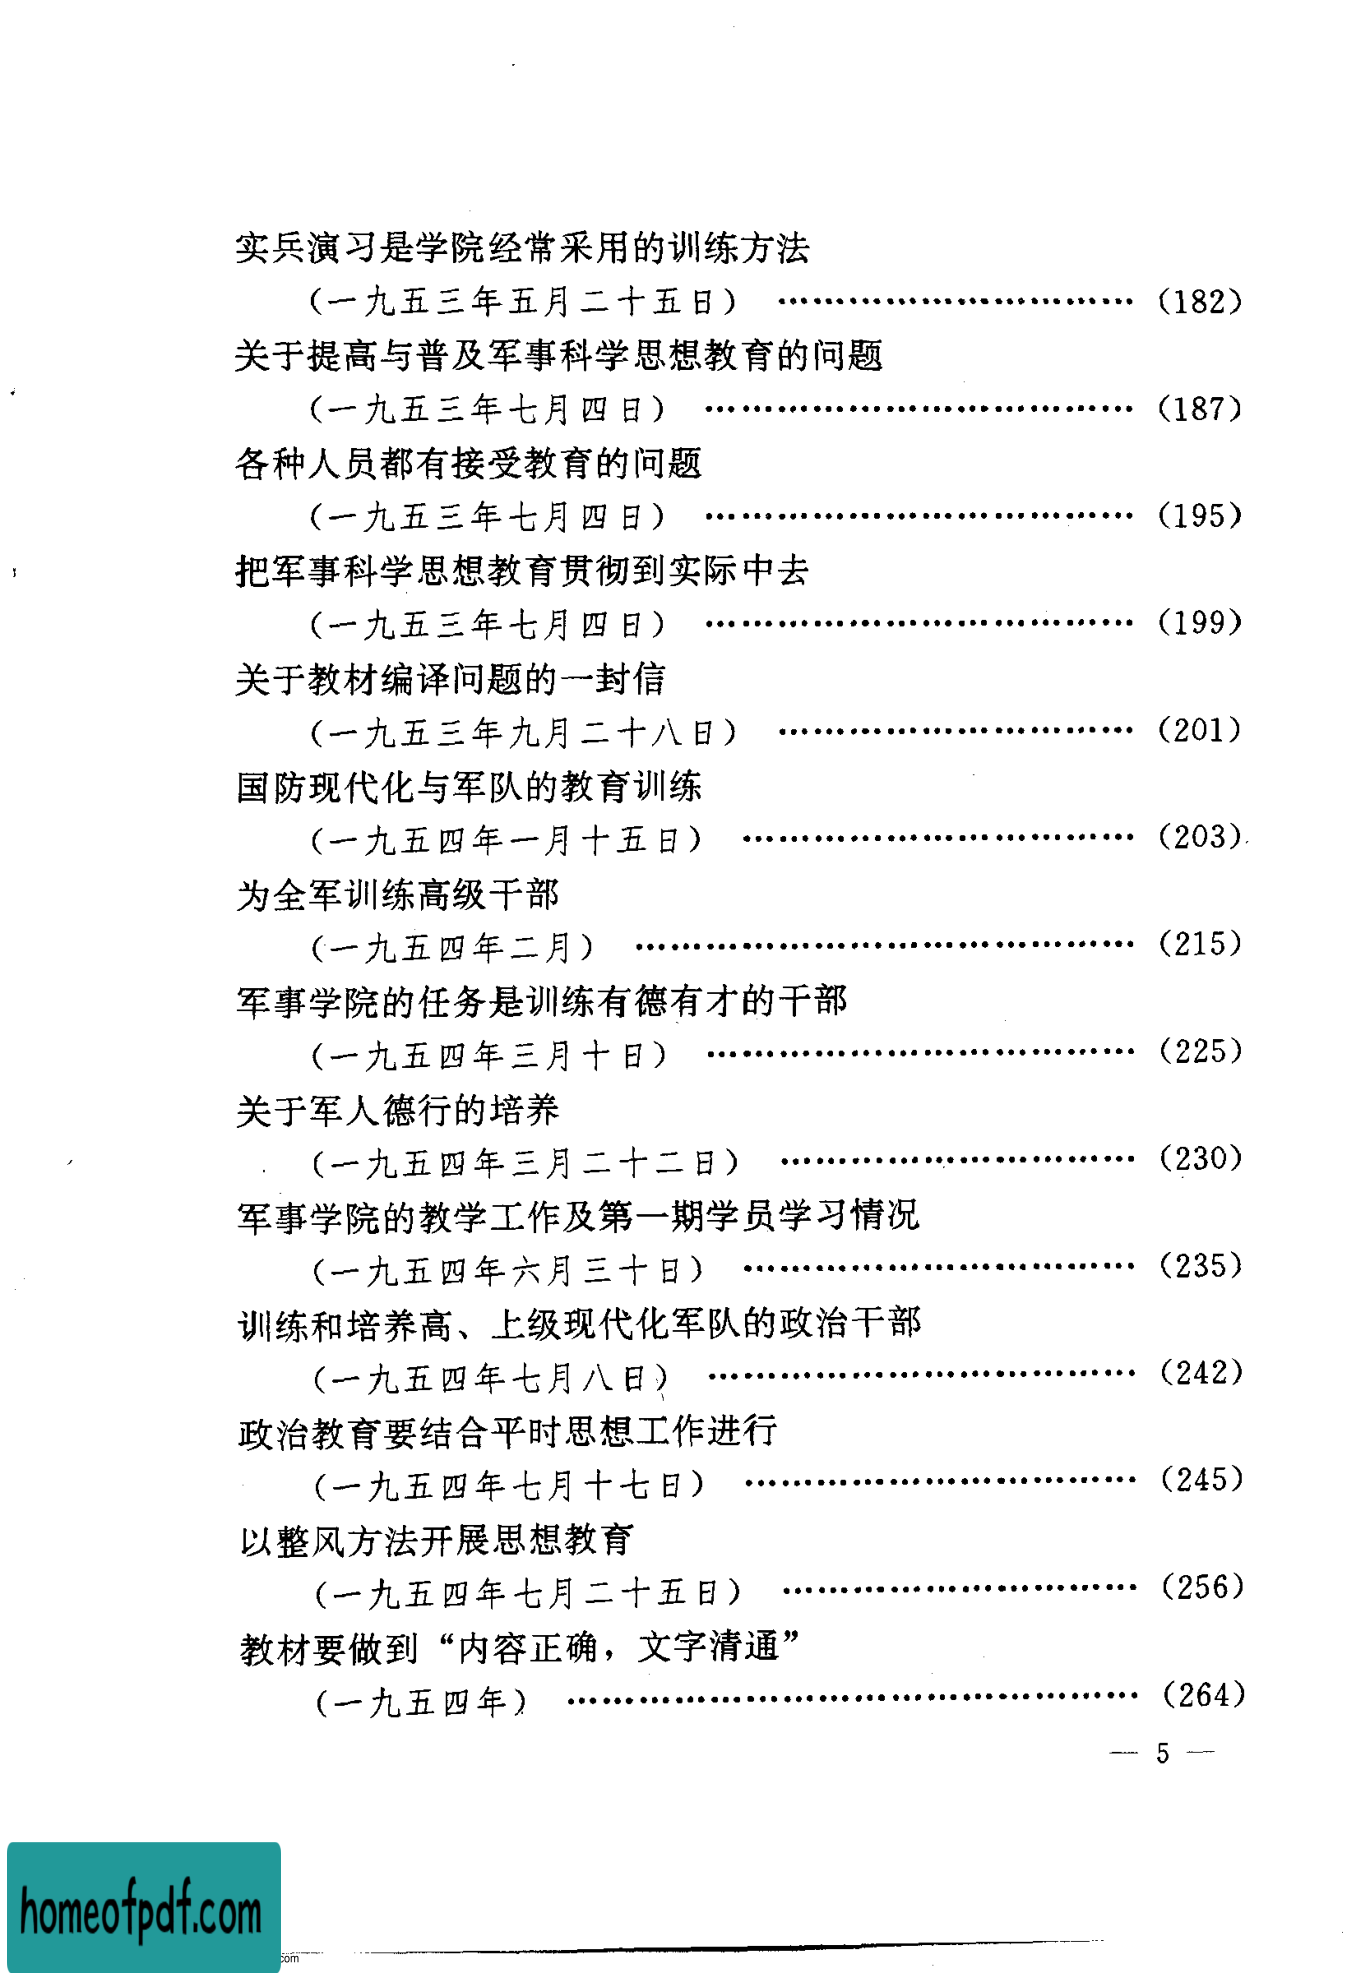 实兵演习是学院经常采用的训练方法
（一九五三年五月二十五日） ………………………… (182)
关于提高与普及军事科学思想教育的问题
（一九五三年七月四日） ……………………………… (187)
各种人员都有接受教育的问题
（一九五三年七月四日） ……………………………… (195)
把军事科学思想教育贯彻到实际中去
（一九五三年七月四日） ……………………………… (199)
关于教材编译问题的一封信
（一九五三年九月二十八日） ………………………… (201)
国防现代化与军队的教育训练
（一九五四年一月十五日） …………………………… (203)
为全军训练高级干部
（一九五四年二月） …………………………………… (215)
军事学院的任务是训练有德有才的干部
（一九五四年三月十日） ……………………………… (225)
关于军人德行的培养
（一九五四年三月二十二日） ………………………… (230)
军事学院的教学工作及第一期学员学习情况
（一九五四年六月三十日） …………………………… (235)
训练和培养高、上级现代化军队的政治干部
（一九五四年七月八日） ……………………………… (242)
政治教育要结合平时思想工作进行
（一九五四年七月十七日） …………………………… (245)
以整风方法开展思想教育
（一九五四年七月二十五日） ………………………… (256)
教材要做到“内容正确，文字清通”
（一九五四年） ………………………………………… (264)
— 5 —
homeofpdf.com
com